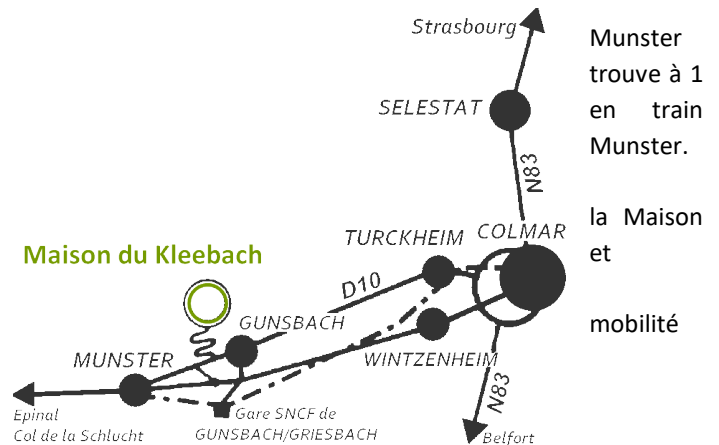 Strasbourg
SELESTAT
N83
TURCKHEIM
COLMAR
Maison du Kleebach
D10
GUNSBACH
MUNSTER
WINTZENHEIM
N83
Epinal
Col de la Schlucht
Gare SNCF de
GUNSBACH/GRIESBACH
Belfort
Munster
trouve à 1
en train
Munster.
la Maison
et
mobilité